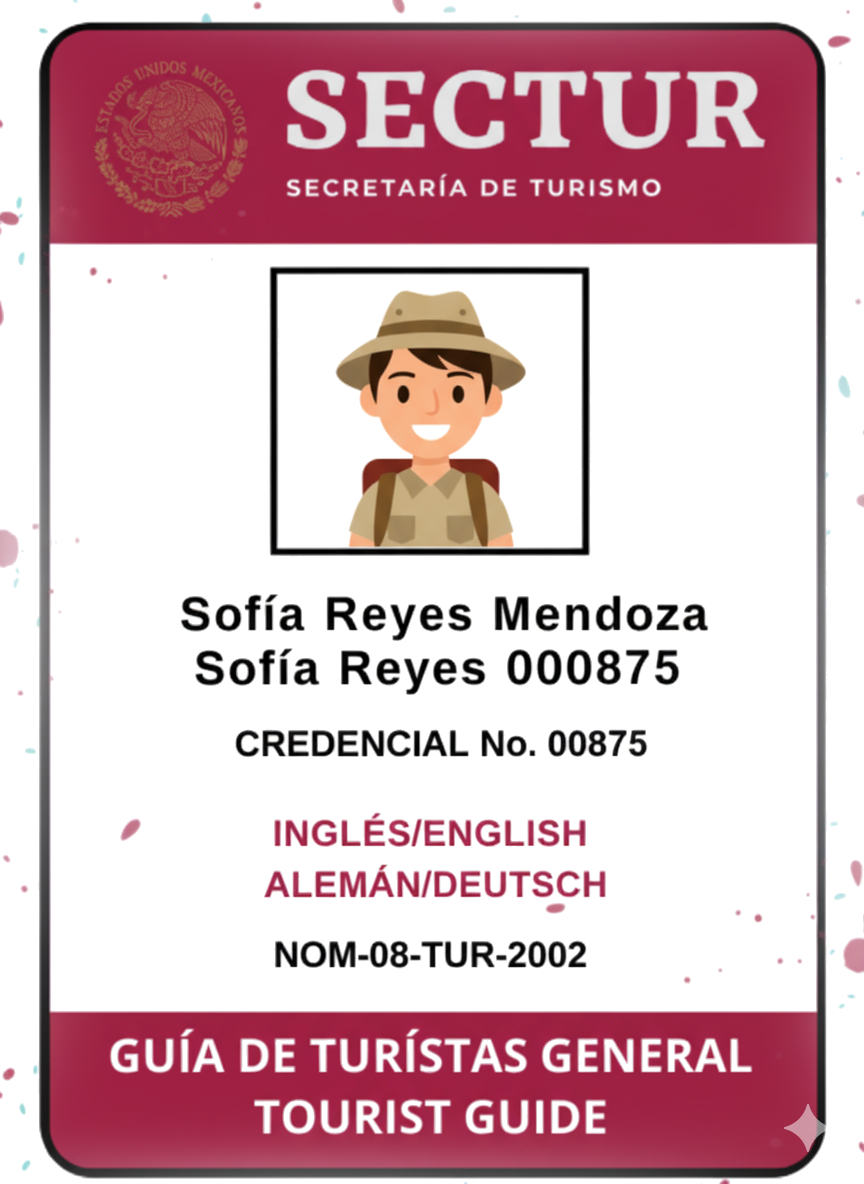 ESTADOS UNIDOS MEXICANOS
SECTUR
SECRETARÍA DE TURISMO
Sofía Reyes Mendoza
Sofía Reyes 000875
CREDENCIAL No. 00875
INGLÉS/ENGLISH
ALEMÁN/DEUTSCH
NOM-08-TUR-2002
GUÍA DE TURÍSTAS GENERAL
TOURIST GUIDE